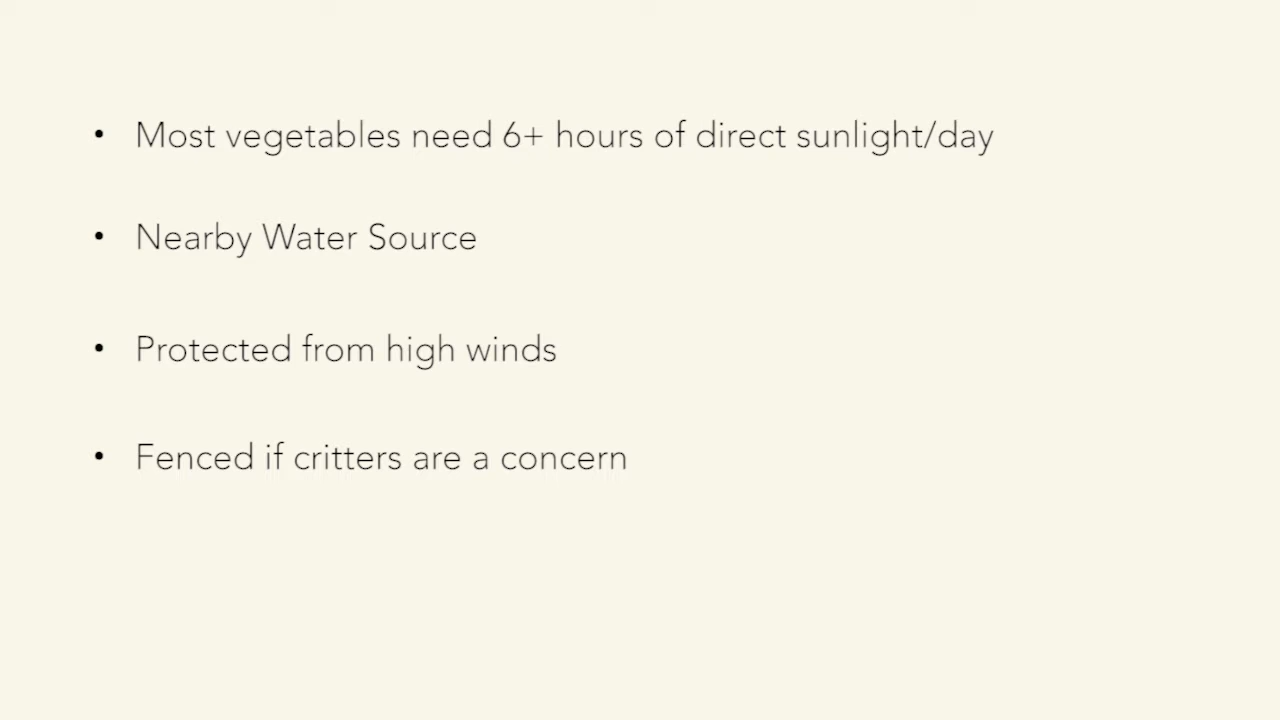 • Most vegetables need 6+ hours of direct sunlight/day
• Nearby Water Source
• Protected from high winds
• Fenced if critters are a concern